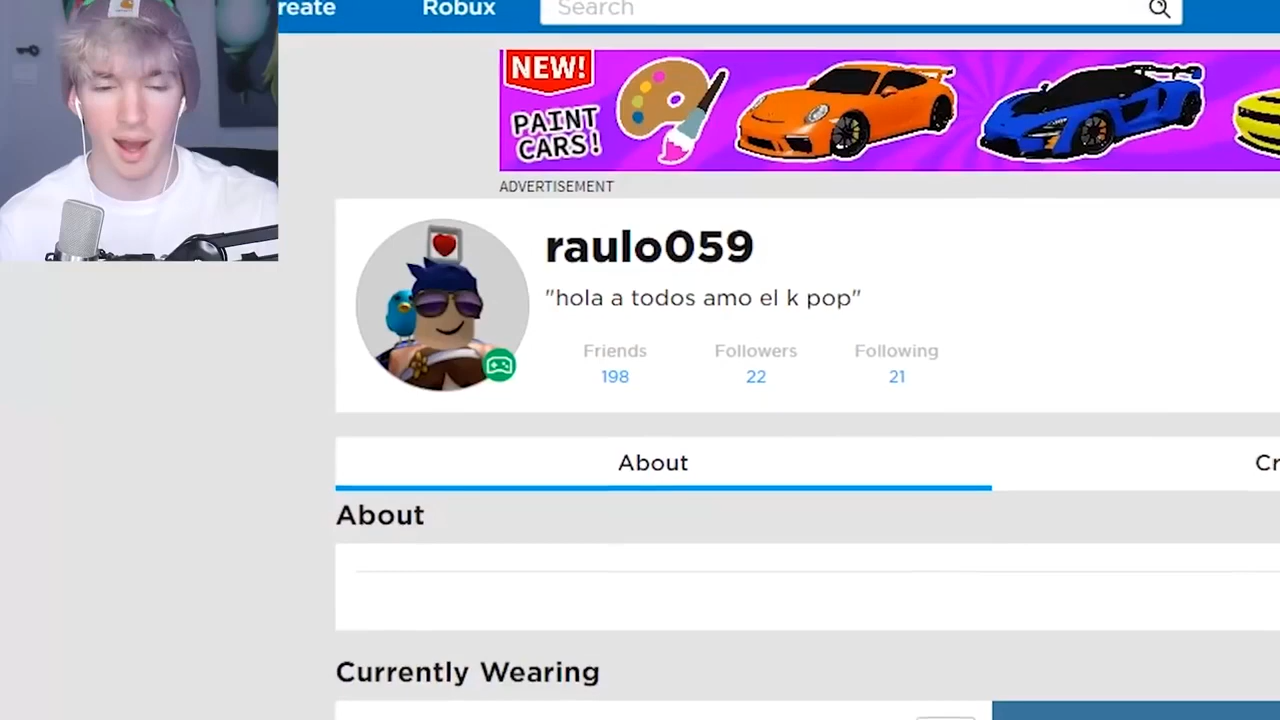 reate Robux Search
NEW!
PAINT
CARS!
ADVERTISEMENT
raulo059
"hola a todos amo el k pop"
Friends Followers Following
198 22 21
About Cr
About
Currently Wearing